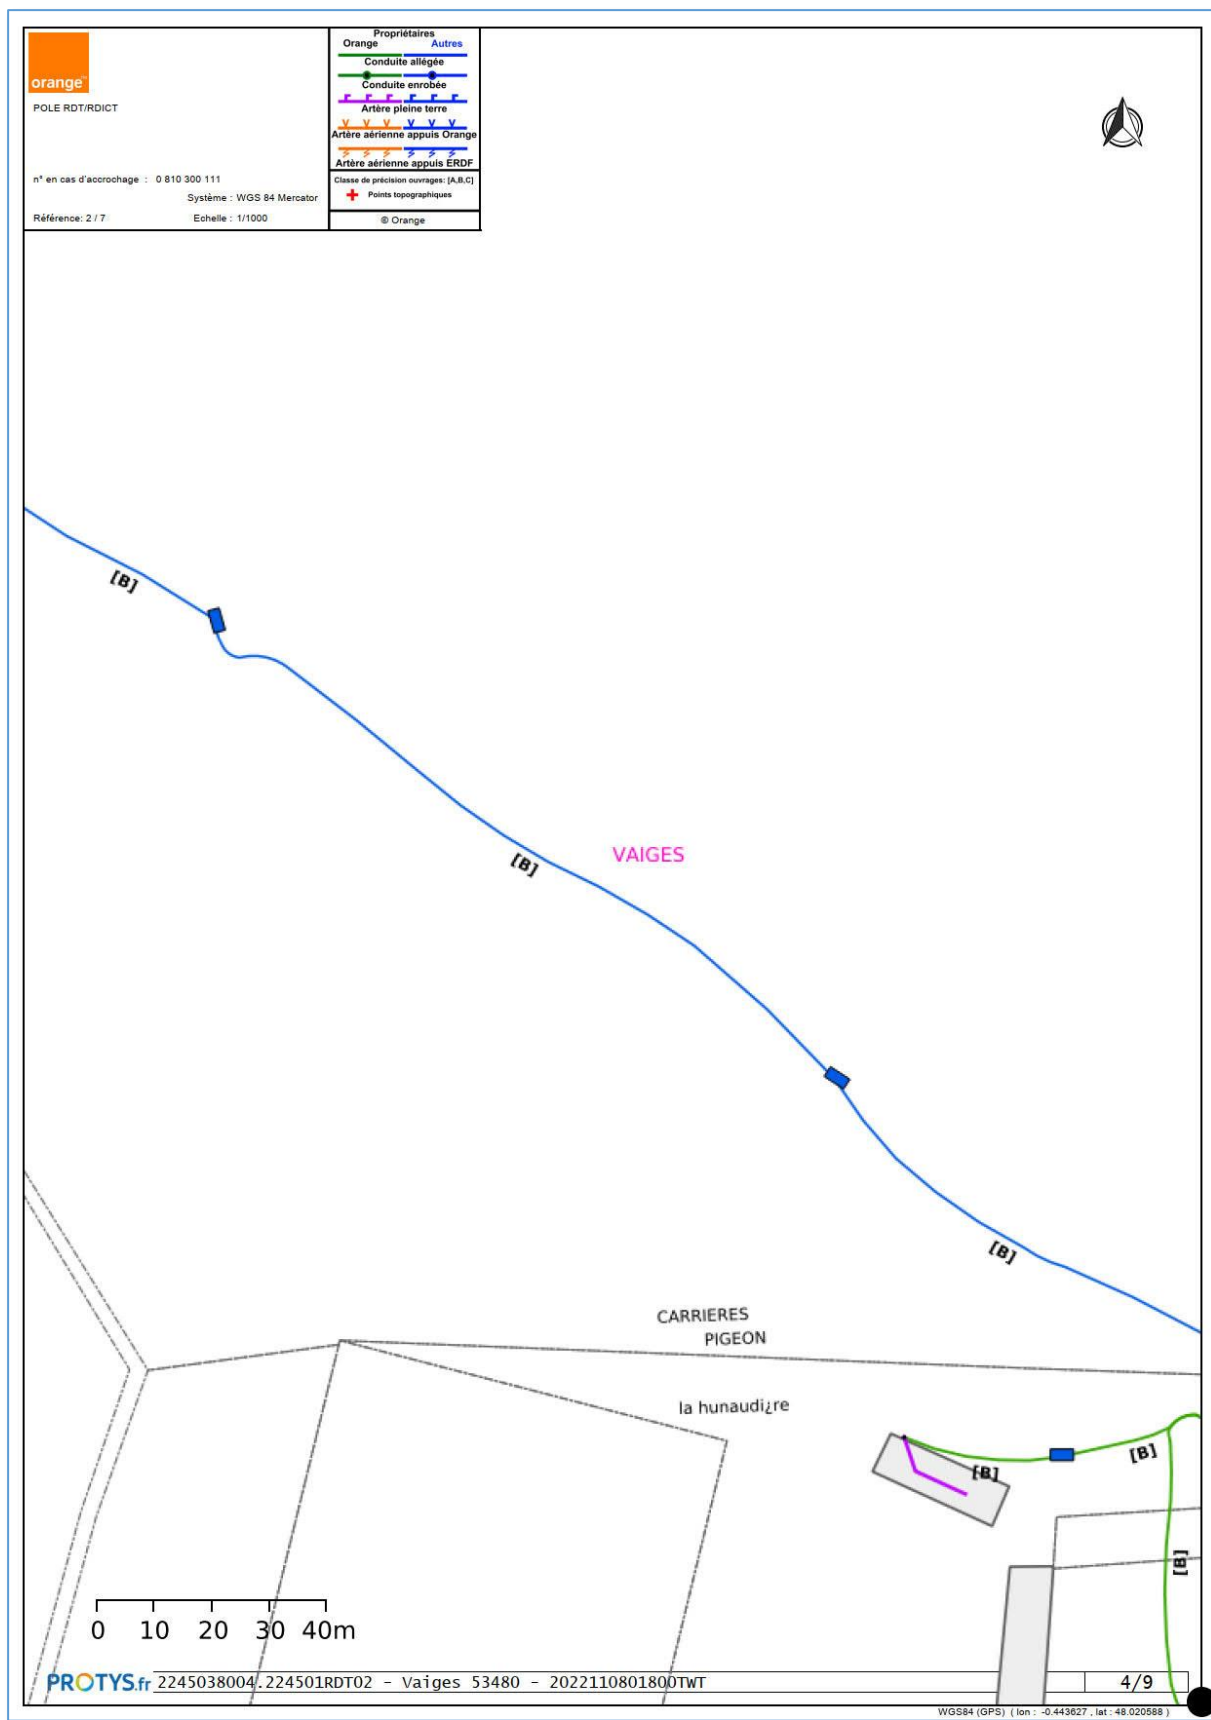 orange™
POLE RDT/RDICT
n° en cas d'accrochage : 0 810 300 111
Système : WGS 84 Mercator
Référence: 2 / 7 Echelle : 1/1000
Propriétaires
Orange Autres
Conduite allégée
Conduite enrobée
Artère pleine terre
Artère aérienne appuis Orange
Artère aérienne appuis ERDF
Classe de précision ouvrages: [A,B,C]
Points topographiques
© Orange
[B]
[B]
VAIGES
[B]
CARRIERES
PIGEON
la hunaudi¿re
[B]
[B]
[B]
0 10 20 30 40m
PROTYS.fr 2245038004.224501RDT02 - Vaiges 53480 - 2022110801800TWT 4/9
WGS84 (GPS) ( lon : -0.443627 , lat : 48.020588 )